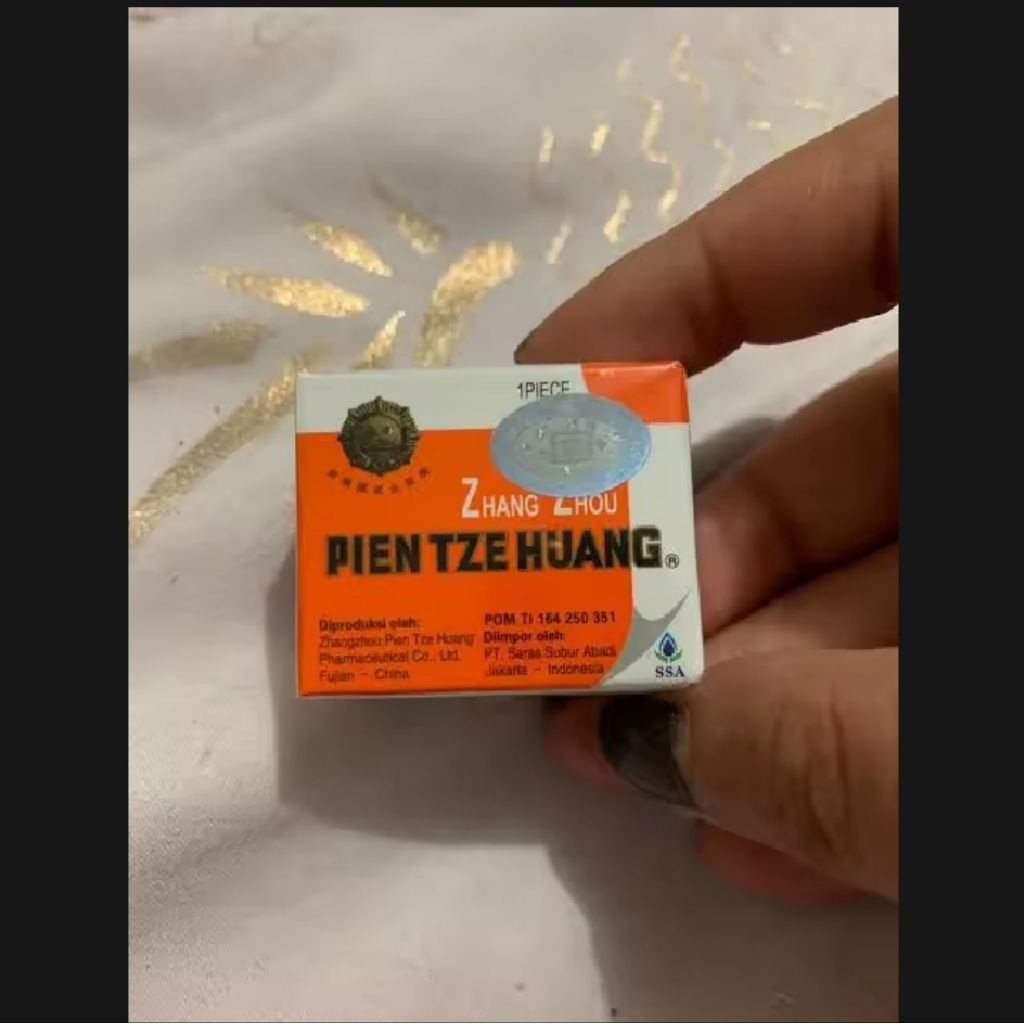 1PIECE
ZHANG ZHOU
PIEN TZE HUANG®
Diproduksi oleh:
Zhangzhou Pien Tze Huang
Pharmaceutical Co., Ltd.
Fujian - China
POM TI 164 250 351
Diimpor oleh:
PT. Saras Subur Abadi
Jakarta - Indonesia
SSA